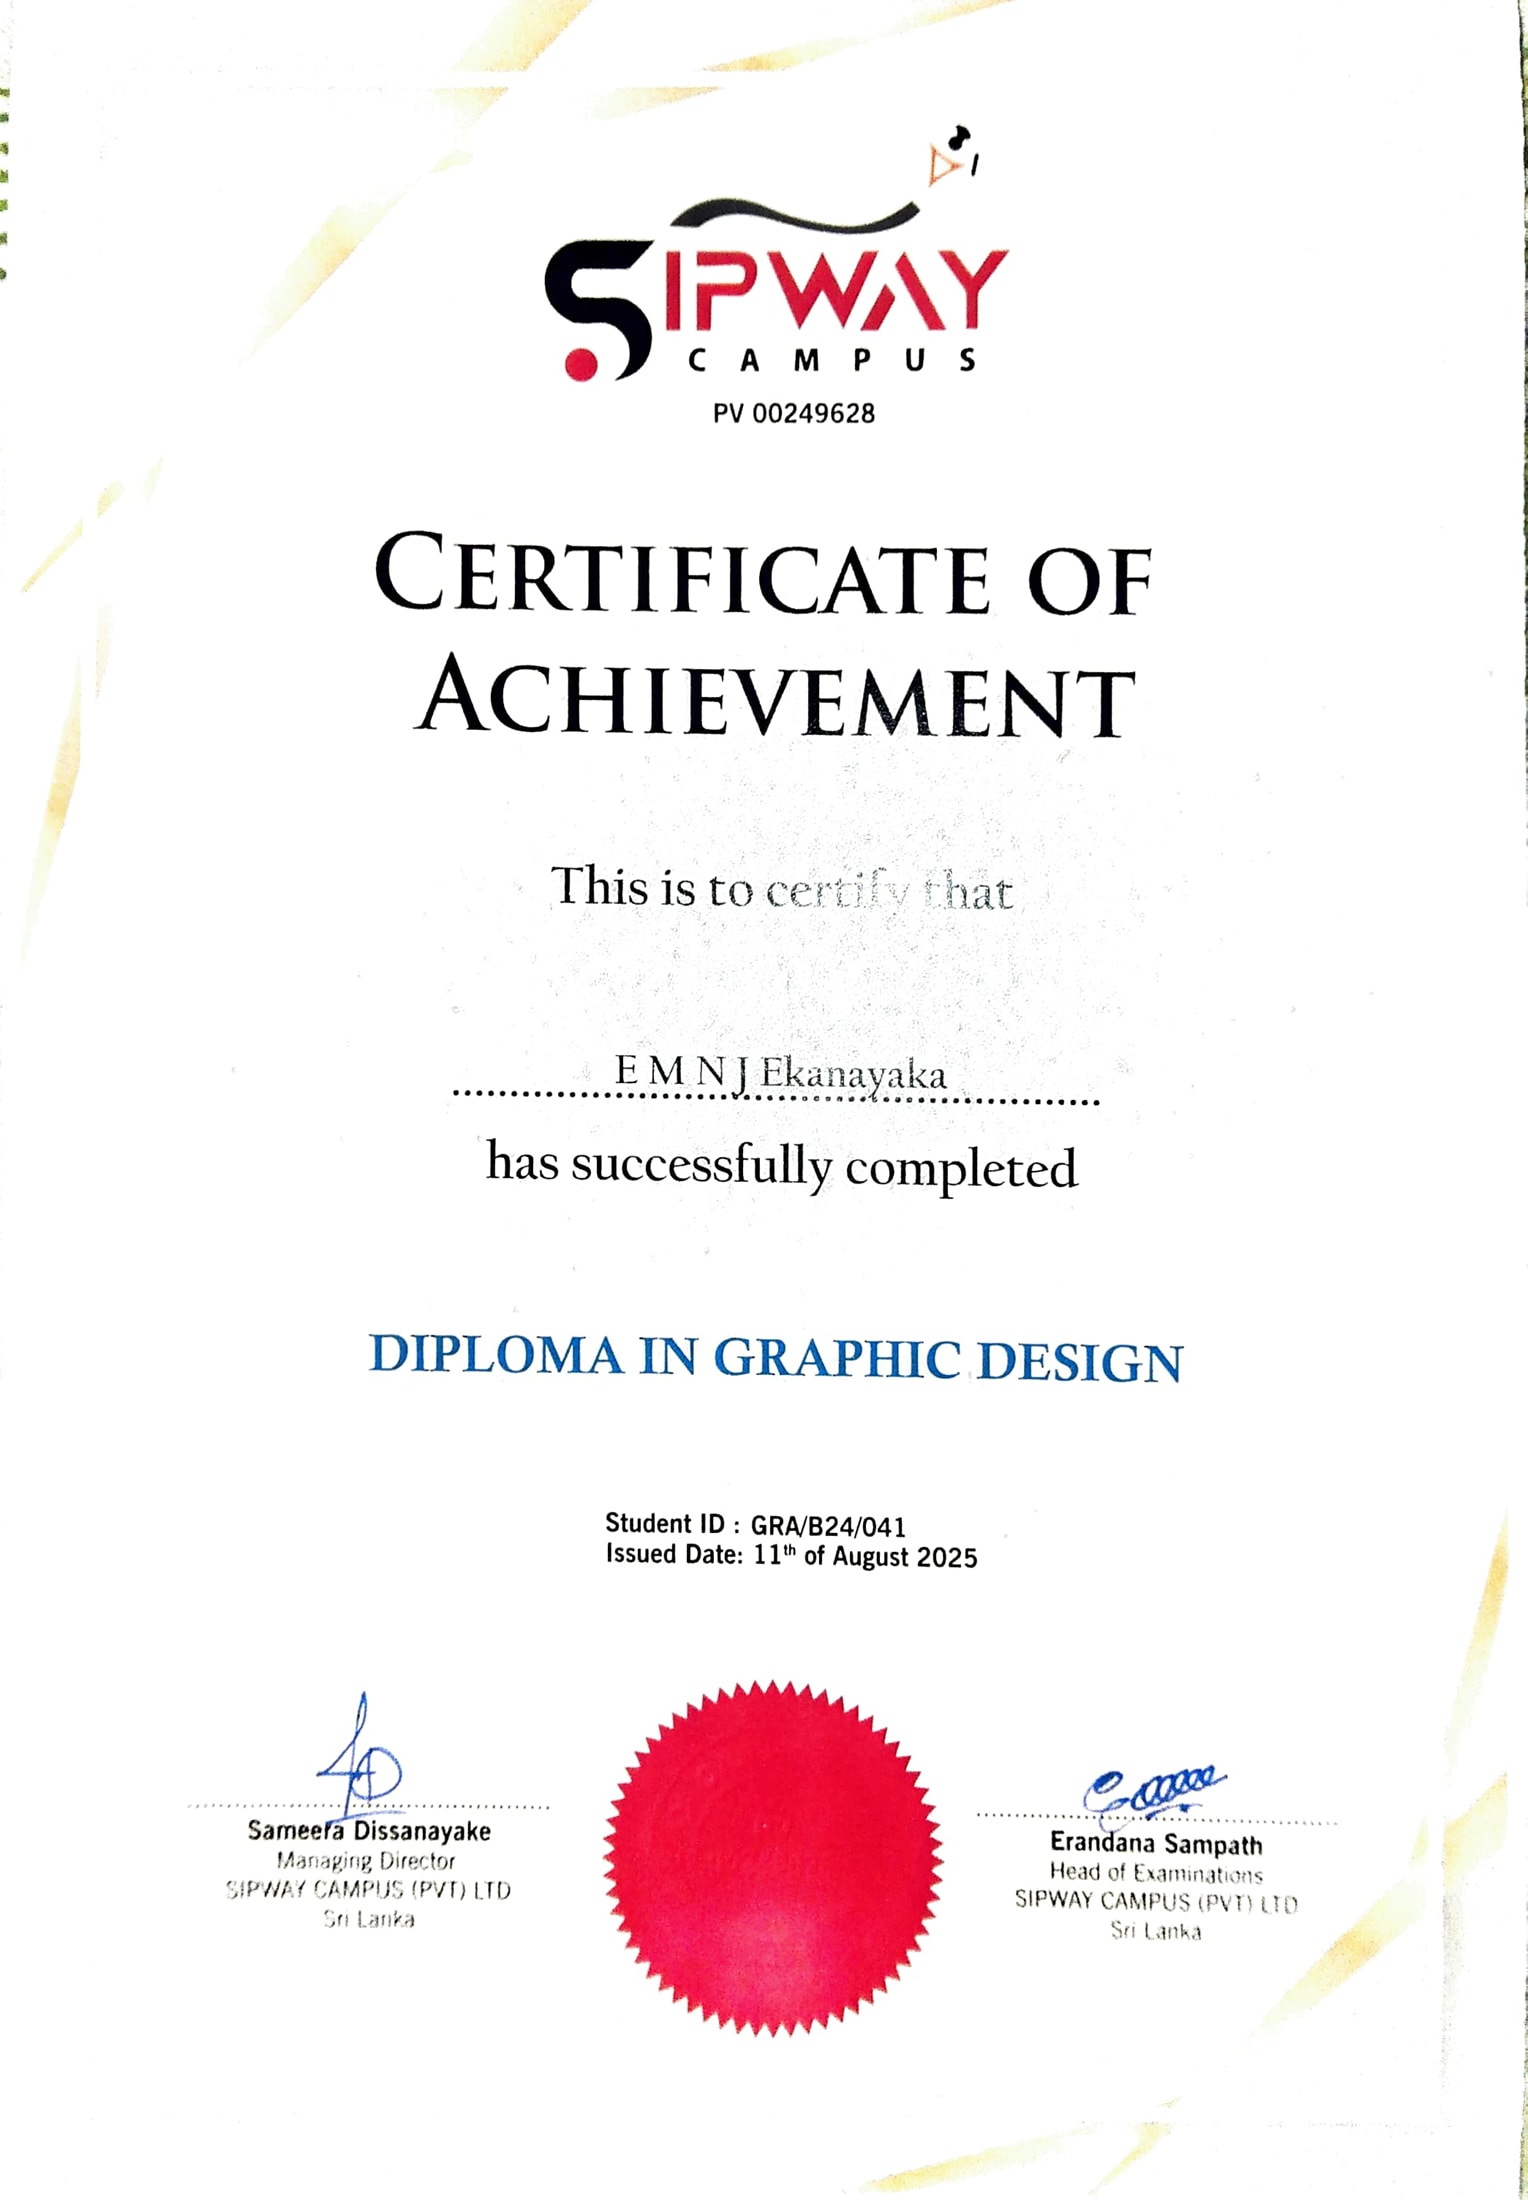 SIPWAY
CAMPUS
PV 00249628
CERTIFICATE OF
ACHIEVEMENT
This is to certify that
E M N J Ekanayaka
has successfully completed
DIPLOMA IN GRAPHIC DESIGN
Student ID : GRA/B24/041
Issued Date: 11th of August 2025
Sameera Dissanayake
Managing Director
SIPWAY CAMPUS (PVT) LTD
Sri Lanka
Erandana Sampath
Head of Examinations
SIPWAY CAMPUS (PVT) LTD
Sri Lanka